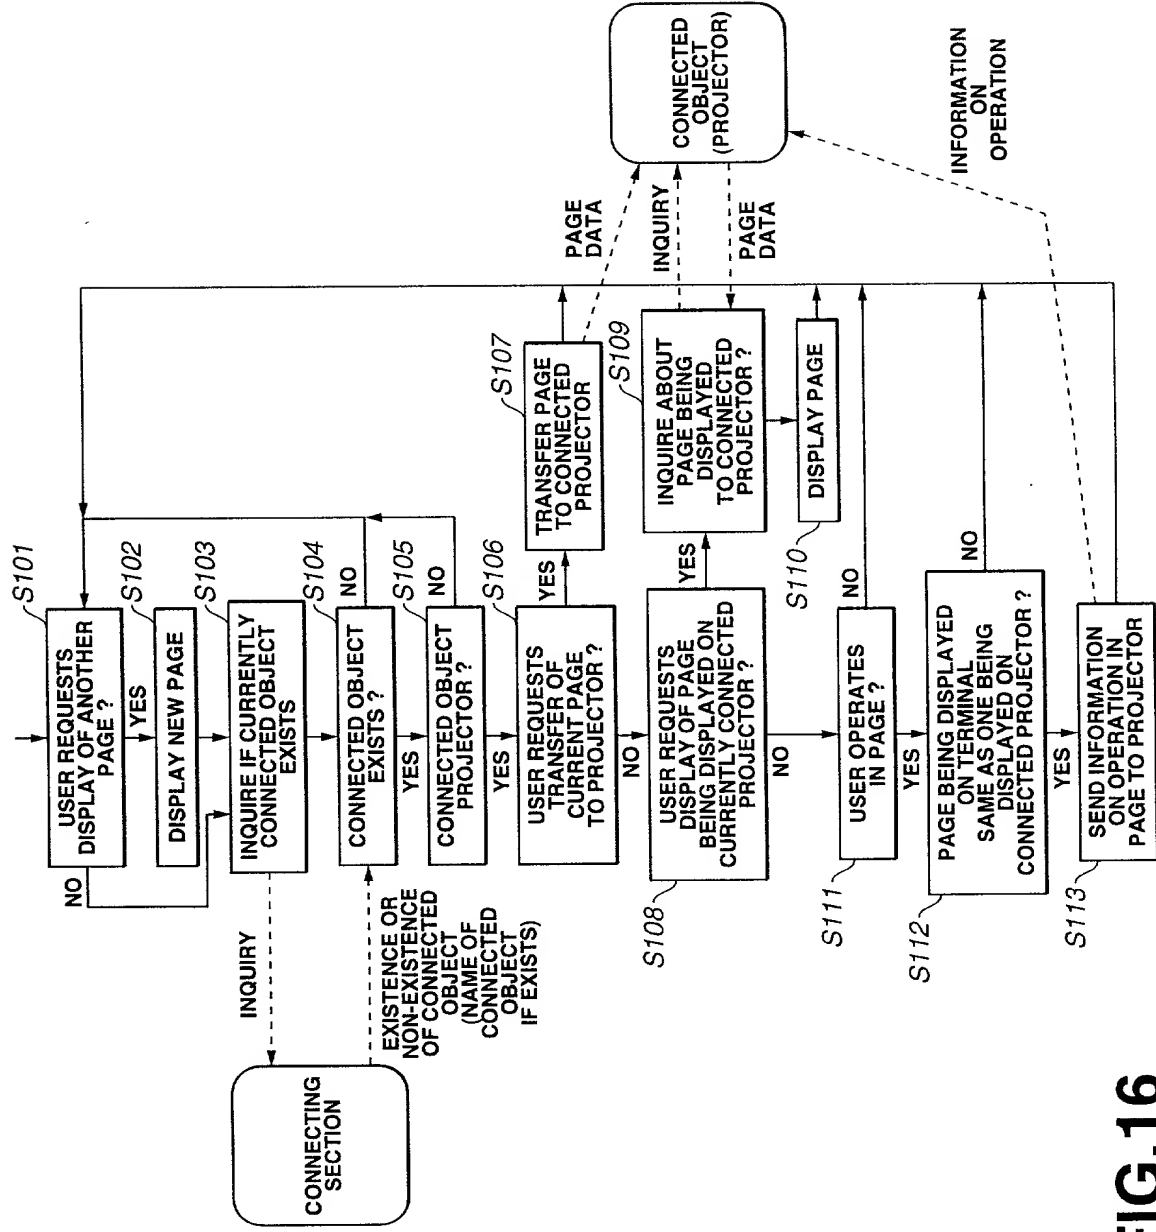 S101
USER REQUESTS
DISPLAY OF ANOTHER
PAGE ?
NO
YES
S102
DISPLAY NEW PAGE
S103
INQUIRE IF CURRENTLY
CONNECTED OBJECT
EXISTS
INQUIRY
CONNECTING
SECTION
EXISTENCE OR
NON-EXISTENCE
OF CONNECTED
OBJECT
(NAME OF
CONNECTED
OBJECT
IF EXISTS)
S104
CONNECTED OBJECT
EXISTS ?
NO
YES
S105
CONNECTED OBJECT
PROJECTOR ?
NO
YES
S106
USER REQUESTS
TRANSFER OF
CURRENT PAGE
TO PROJECTOR ?
YES
NO
S107
TRANSFER PAGE
TO CONNECTED
PROJECTOR
PAGE
DATA
S108
USER REQUESTS
DISPLAY OF PAGE
BEING DISPLAYED ON
CURRENTLY CONNECTED
PROJECTOR ?
YES
NO
S109
INQUIRE ABOUT
PAGE BEING
DISPLAYED
TO CONNECTED
PROJECTOR ?
INQUIRY
PAGE
DATA
CONNECTED
OBJECT
(PROJECTOR)
S110
DISPLAY PAGE
S111
USER OPERATES
IN PAGE ?
NO
YES
S112
PAGE BEING DISPLAYED
ON TERMINAL
SAME AS ONE BEING
DISPLAYED ON
CONNECTED PROJECTOR ?
NO
YES
S113
SEND INFORMATION
ON OPERATION IN
PAGE TO PROJECTOR
INFORMATION
ON
OPERATION
FIG.16